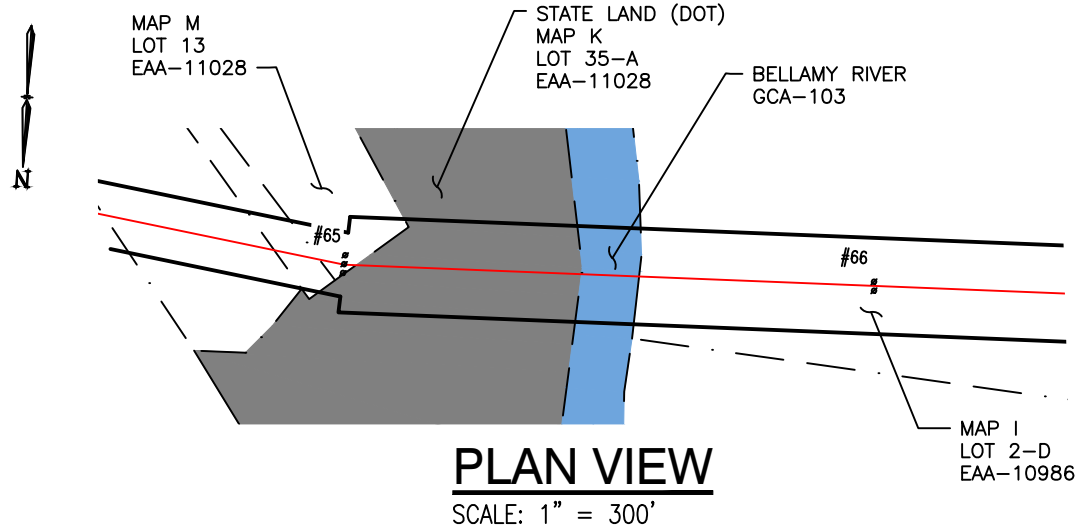 MAP M
LOT 13
EAA-11028
STATE LAND (DOT)
MAP K
LOT 35-A
EAA-11028
BELLAMY RIVER
GCA-103
N
#65
#66
MAP I
LOT 2-D
EAA-10986
PLAN VIEW
SCALE: 1" = 300'